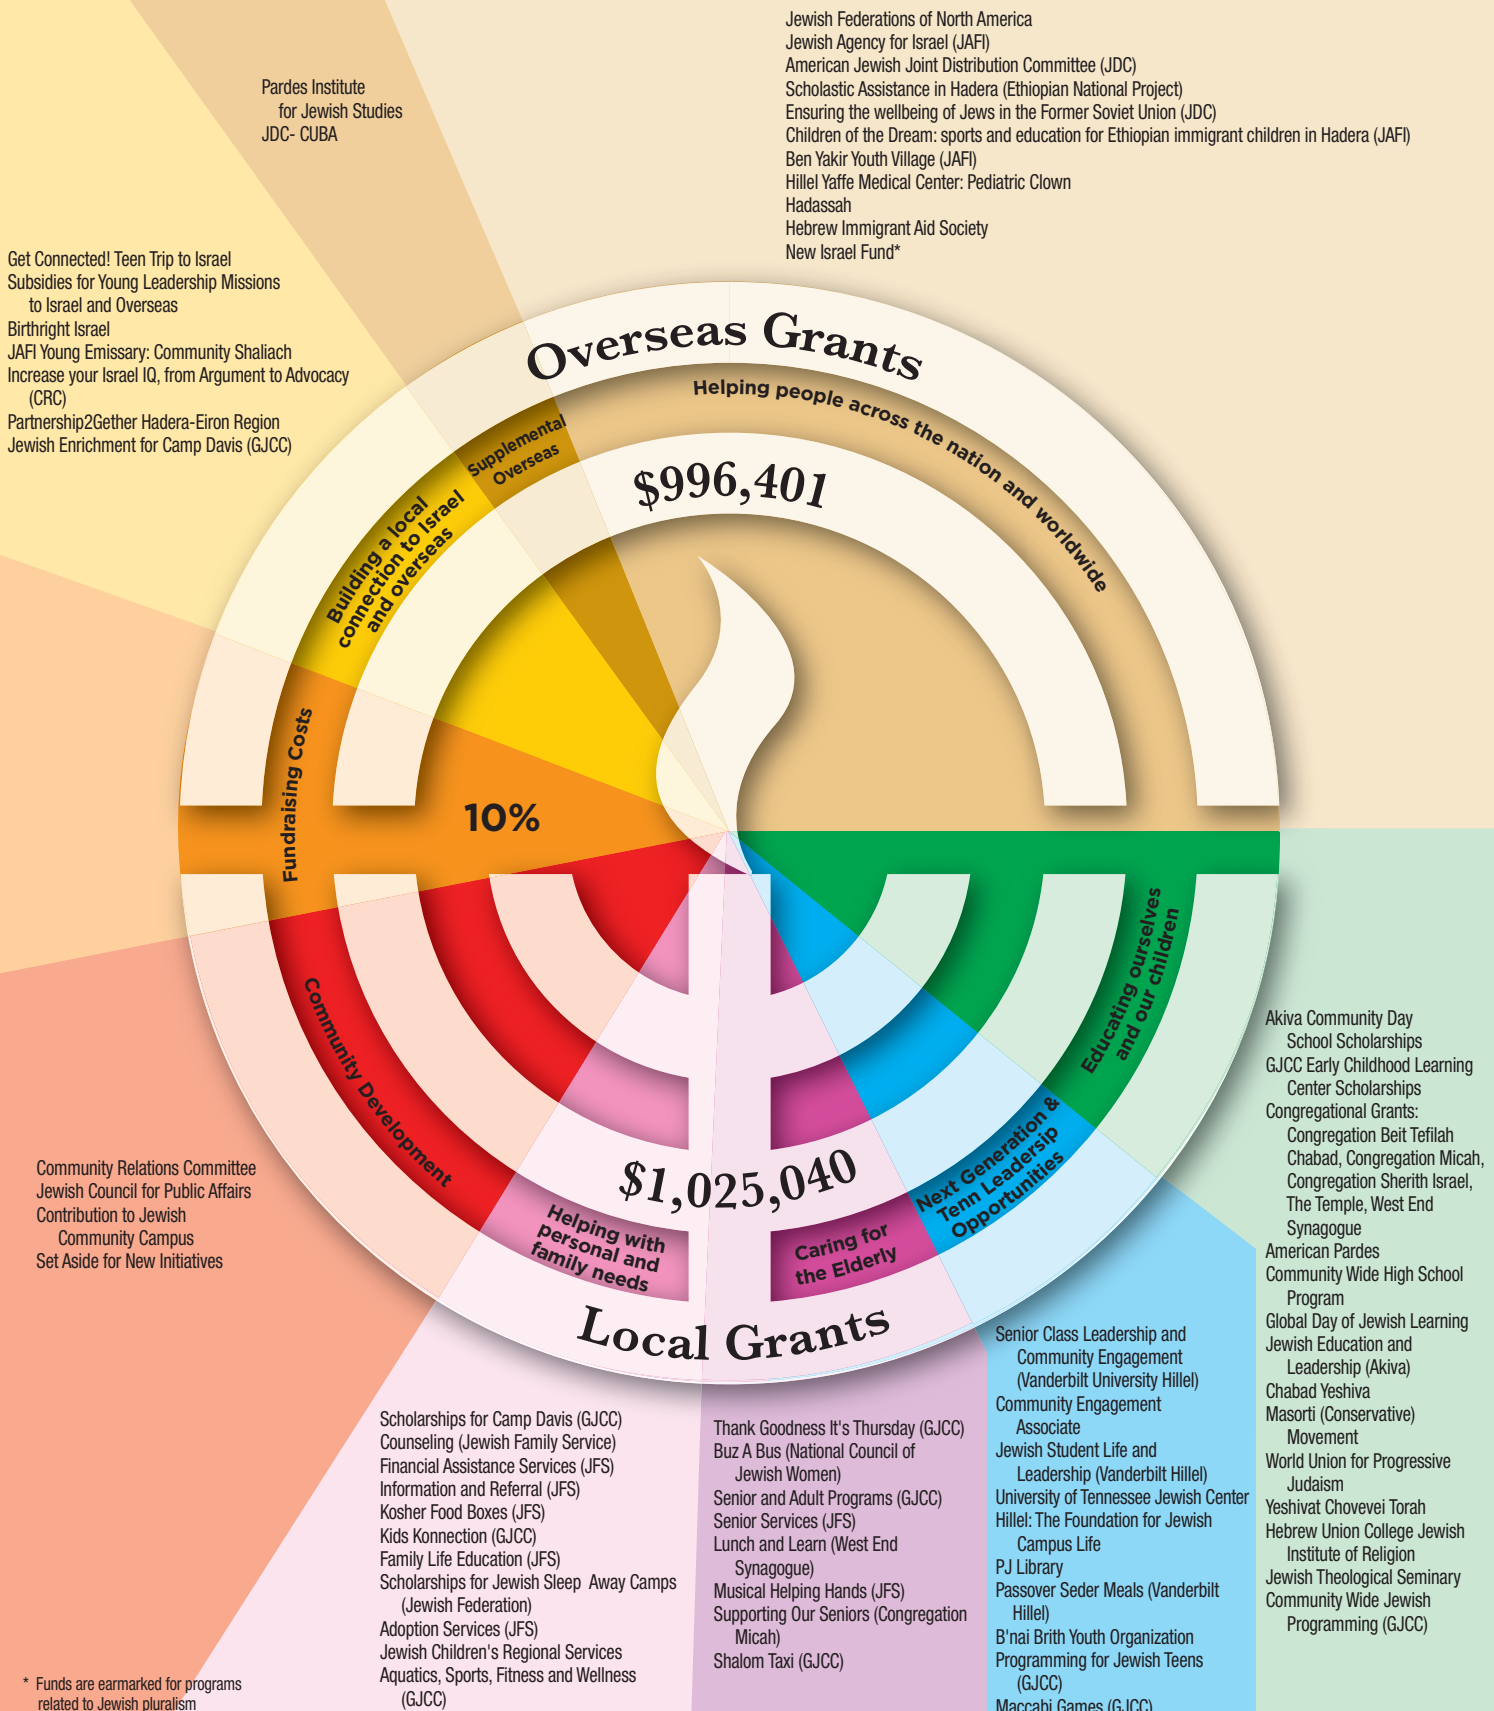 Jewish Federations of North America
Jewish Agency for Israel (JAFI)
American Jewish Joint Distribution Committee (JDC)
Scholastic Assistance in Hadera (Ethiopian National Project)
Ensuring the wellbeing of Jews in the Former Soviet Union (JDC)
Children of the Dream: sports and education for Ethiopian immigrant children in Hadera (JAFI)
Ben Yakir Youth Village (JAFI)
Hillel Yaffe Medical Center: Pediatric Clown
Hadassah
Hebrew Immigrant Aid Society
New Israel Fund*
Pardes Institute
for Jewish Studies
JDC- CUBA
Get Connected! Teen Trip to Israel
Subsidies for Young Leadership Missions
to Israel and Overseas
Birthright Israel
JAFI Young Emissary: Community Shaliach
Increase your Israel IQ, from Argument to Advocacy
(CRC)
Partnership2Gether Hadera-Eiron Region
Jewish Enrichment for Camp Davis (GJCC)
Overseas Grants
Helping people across the nation and worldwide
Supplemental
Overseas
$996,401
Building a local
connection to Israel
and overseas
Fundraising Costs
10%
Community Development
Helping with
personal and
family needs
$1,025,040
Caring for
the Elderly
Next Generation &
Tenn Leadersip
Opportunities
Educating ourselves
and our children
Local Grants
Community Relations Committee
Jewish Council for Public Affairs
Contribution to Jewish
Community Campus
Set Aside for New Initiatives
Scholarships for Camp Davis (GJCC)
Counseling (Jewish Family Service)
Financial Assistance Services (JFS)
Information and Referral (JFS)
Kosher Food Boxes (JFS)
Kids Konnection (GJCC)
Family Life Education (JFS)
Scholarships for Jewish Sleep Away Camps
(Jewish Federation)
Adoption Services (JFS)
Jewish Children's Regional Services
Aquatics, Sports, Fitness and Wellness
(GJCC)
Thank Goodness It's Thursday (GJCC)
Buz A Bus (National Council of
Jewish Women)
Senior and Adult Programs (GJCC)
Senior Services (JFS)
Lunch and Learn (West End
Synagogue)
Musical Helping Hands (JFS)
Supporting Our Seniors (Congregation
Micah)
Shalom Taxi (GJCC)
Senior Class Leadership and
Community Engagement
(Vanderbilt University Hillel)
Community Engagement
Associate
Jewish Student Life and
Leadership (Vanderbilt Hillel)
University of Tennessee Jewish Center
Hillel: The Foundation for Jewish
Campus Life
PJ Library
Passover Seder Meals (Vanderbilt
Hillel)
B'nai Brith Youth Organization
Programming for Jewish Teens
(GJCC)
Maccabi Games (GJCC)
Akiva Community Day
School Scholarships
GJCC Early Childhood Learning
Center Scholarships
Congregational Grants:
Congregation Beit Tefilah
Chabad, Congregation Micah,
Congregation Sherith Israel,
The Temple, West End
Synagogue
American Pardes
Community Wide High School
Program
Global Day of Jewish Learning
Jewish Education and
Leadership (Akiva)
Chabad Yeshiva
Masorti (Conservative)
Movement
World Union for Progressive
Judaism
Yeshivat Chovevei Torah
Hebrew Union College Jewish
Institute of Religion
Jewish Theological Seminary
Community Wide Jewish
Programming (GJCC)
* Funds are earmarked for programs
related to Jewish pluralism